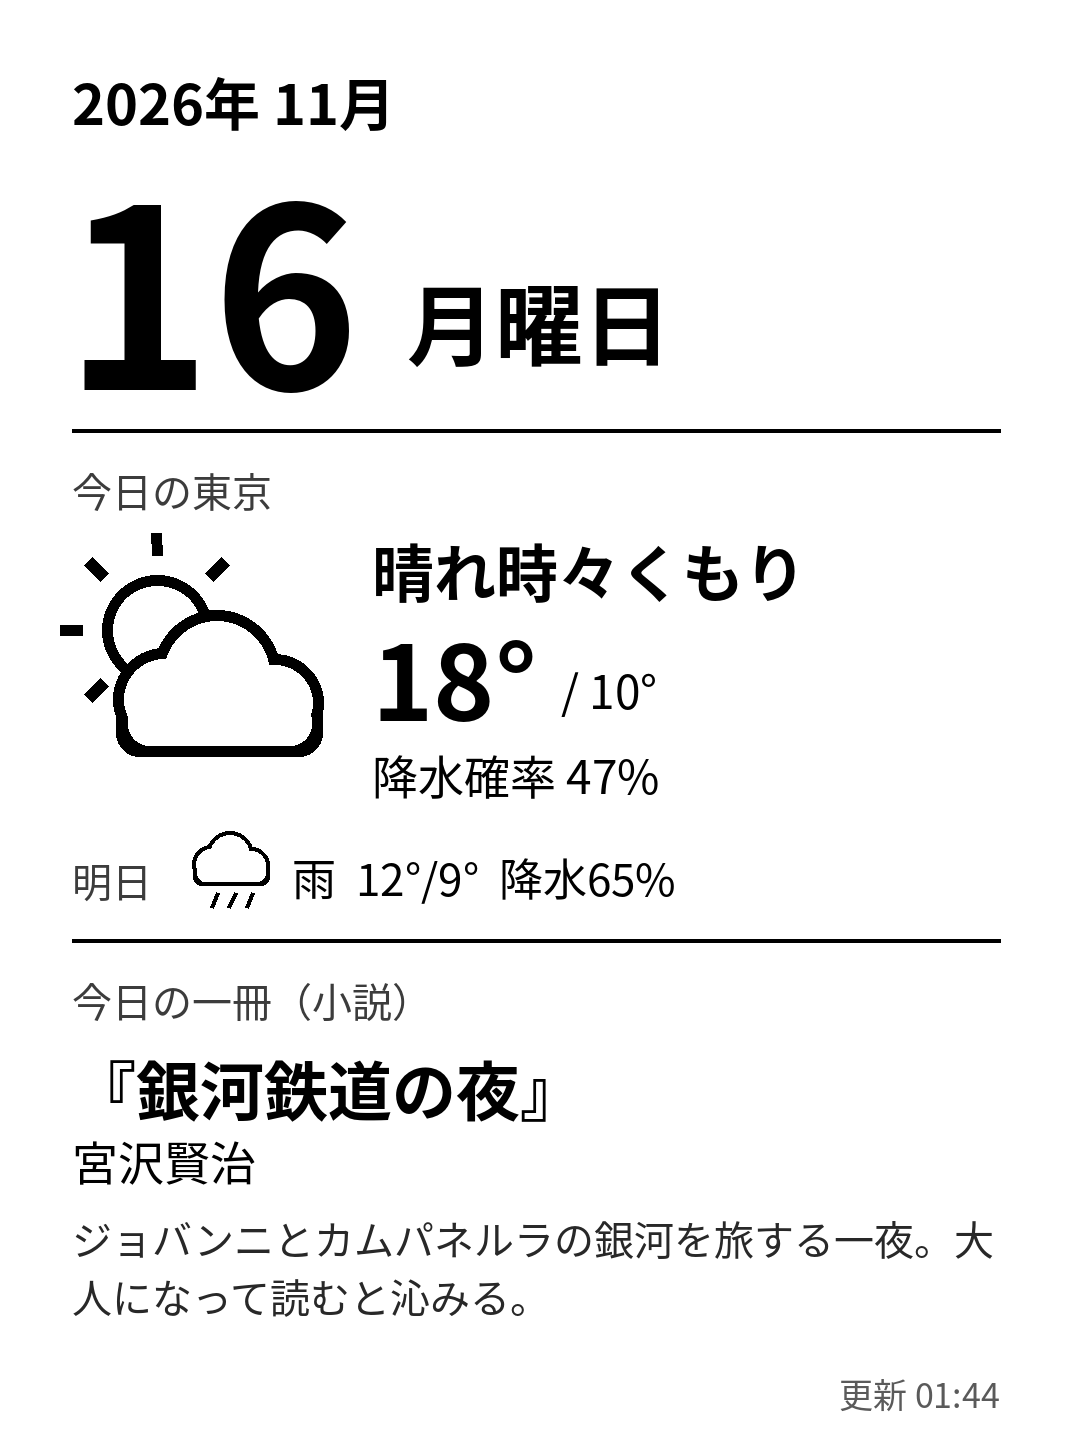 2026年 11月
16 月曜日
今日の東京
晴れ時々くもり
18° / 10°
降水確率 47%
明日 雨 12°/9° 降水65%
今日の一冊（小説）
『銀河鉄道の夜』
宮沢賢治
ジョバンニとカムパネルラの銀河を旅する一夜。大
人になって読むと沁みる。
更新 01:44